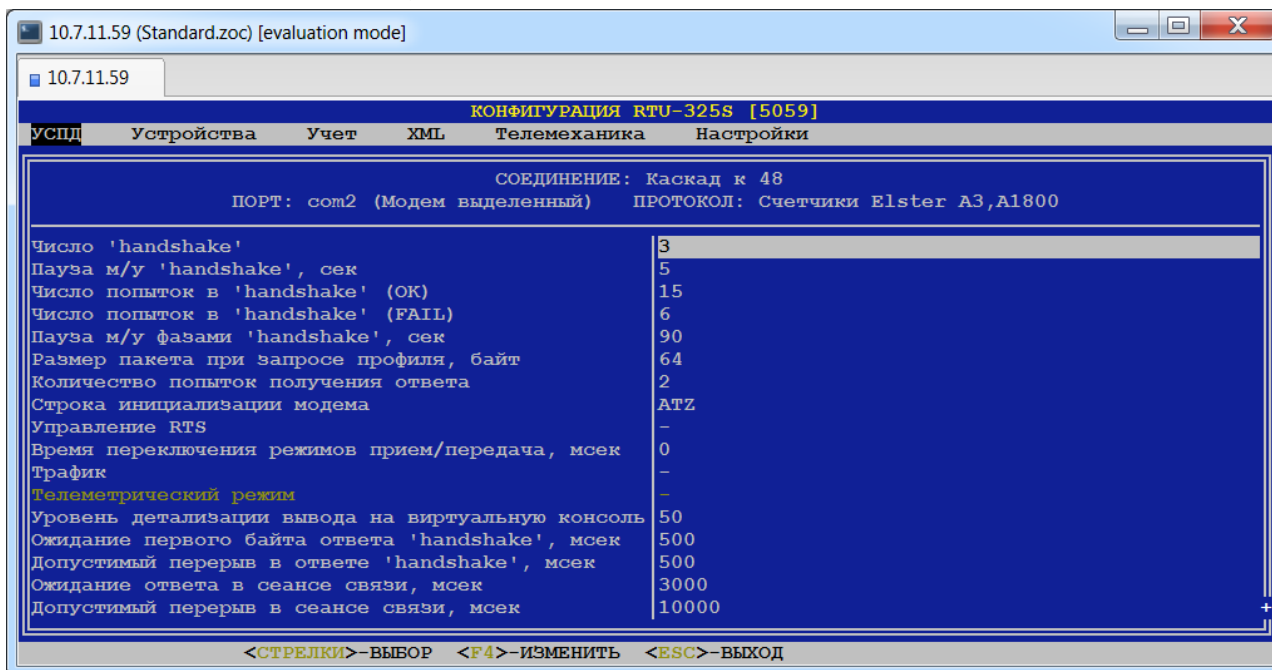 10.7.11.59 (Standard.zoc) [evaluation mode]
10.7.11.59
КОНФИГУРАЦИЯ RTU-325S [5059]
УСПД Устройства Учет XML Телемеханика Настройки
СОЕДИНЕНИЕ: Каскад к 48
ПОРТ: com2 (Модем выделенный) ПРОТОКОЛ: Счетчики Elster A3,A1800
Число 'handshake' 3
Пауза м/у 'handshake', сек 5
Число попыток в 'handshake' (OK) 15
Число попыток в 'handshake' (FAIL) 6
Пауза м/у фазами 'handshake', сек 90
Размер пакета при запросе профиля, байт 64
Количество попыток получения ответа 2
Строка инициализации модема ATZ
Управление RTS -
Время переключения режимов прием/передача, мсек 0
Трафик -
Телеметрический режим -
Уровень детализации вывода на виртуальную консоль 50
Ожидание первого байта ответа 'handshake', мсек 500
Допустимый перерыв в ответе 'handshake', мсек 500
Ожидание ответа в сеансе связи, мсек 3000
Допустимый перерыв в сеансе связи, мсек 10000 +
<СТРЕЛКИ>-ВЫБОР <F4>-ИЗМЕНИТЬ <ESC>-ВЫХОД